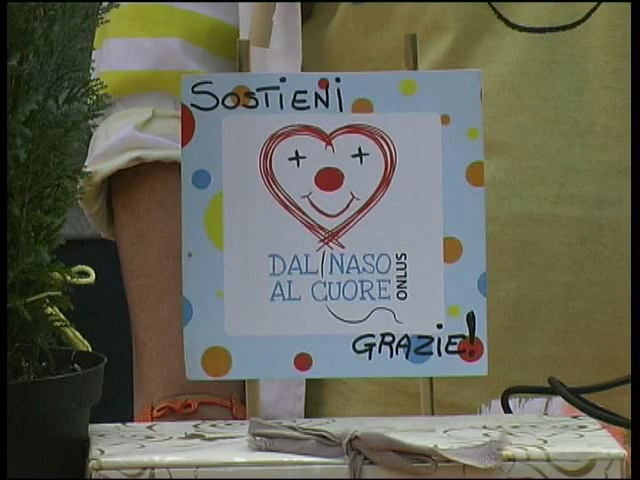 SOSTIENI
DAL NASO
AL CUORE
ONLUS
GRAZIE!